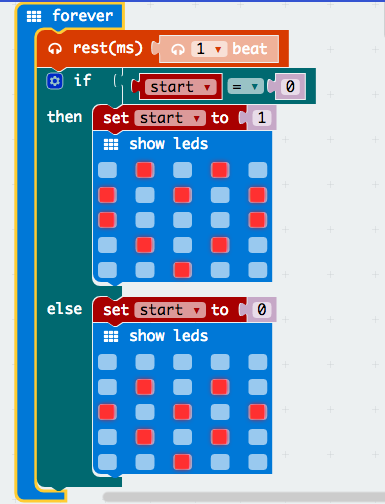 forever
rest(ms) 1 beat
if start = 0
then set start to 1
show leds
else set start to 0
show leds